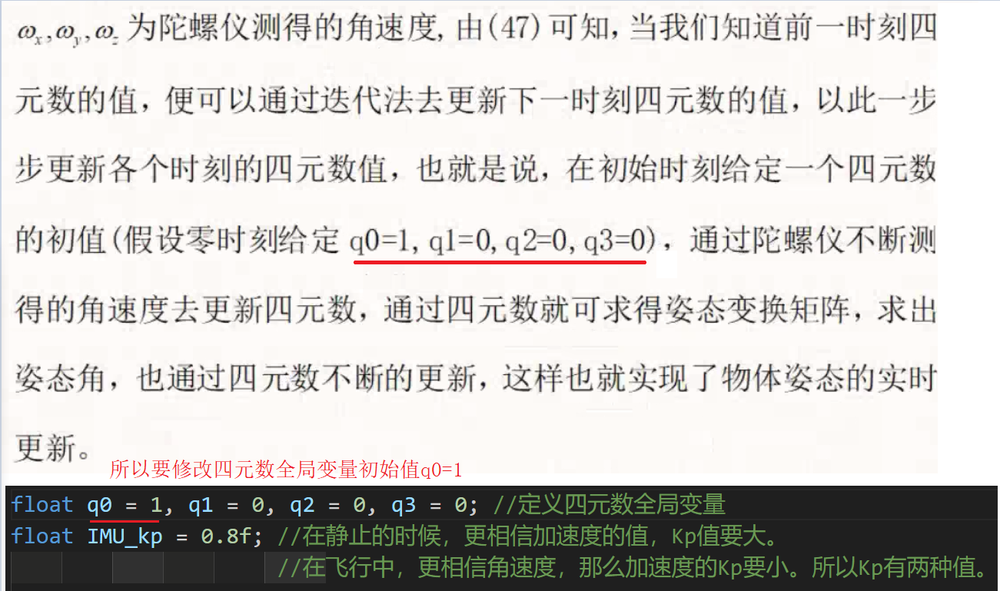 ωx,ωy,ωz 为陀螺仪测得的角速度,由(47)可知,当我们知道前一时刻四
元数的值，便可以通过迭代法去更新下一时刻四元数的值，以此一步
步更新各个时刻的四元数值，也就是说，在初始时刻给定一个四元数
的初值(假设零时刻给定 q0=1,q1=0,q2=0,q3=0)，通过陀螺仪不断测
得的角速度去更新四元数，通过四元数就可求得姿态变换矩阵，求出
姿态角，也通过四元数不断的更新，这样也就实现了物体姿态的实时
更新。
所以要修改四元数全局变量初始值q0=1
float q0 = 1, q1 = 0, q2 = 0, q3 = 0; //定义四元数全局变量
float IMU_kp = 0.8f; //在静止的时候，更相信加速度的值，Kp值要大。
//在飞行中，更相信角速度，那么加速度的Kp要小。所以Kp有两种值。